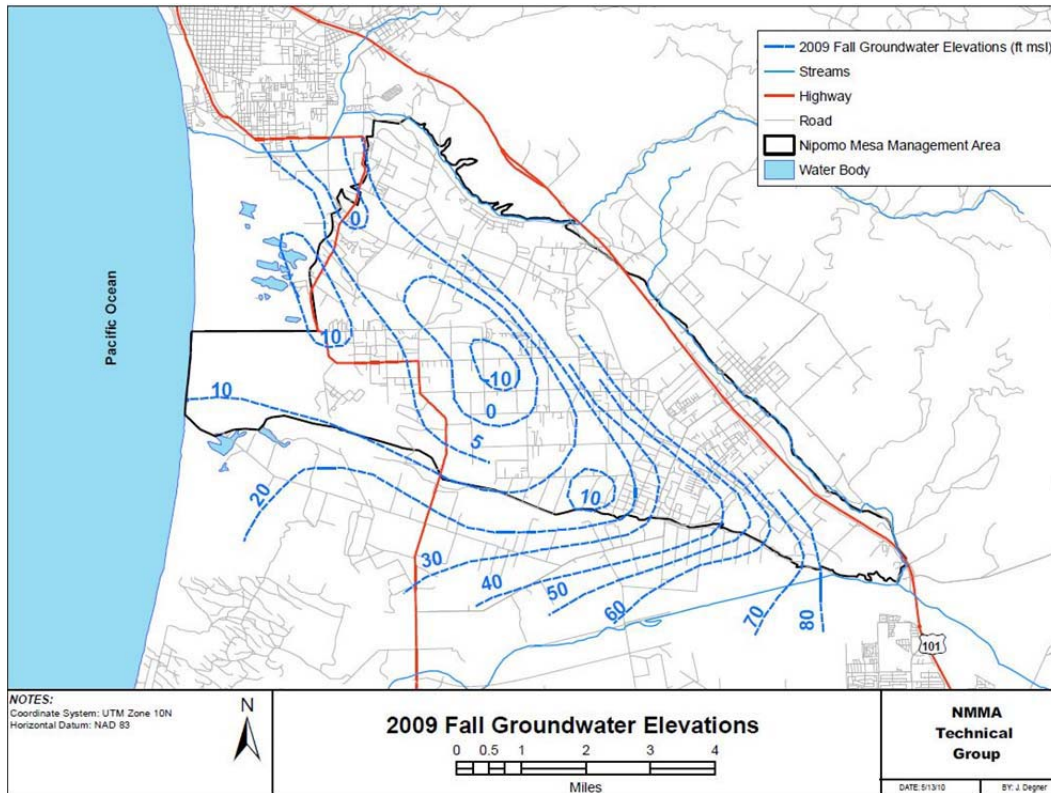 2009 Fall Groundwater Elevations (ft msl)
Streams
Highway
Road
Nipomo Mesa Management Area
Water Body
0
Pacific Ocean
10
-10
10
0
5
10
20
30
40
50
60
70
80
101
NOTES:
Coordinate System: UTM Zone 10N
Horizontal Datum: NAD 83
N
2009 Fall Groundwater Elevations
0 0.5 1 2 3 4
Miles
NMMA
Technical
Group
DATE: 5/13/10 BY: J. Degner